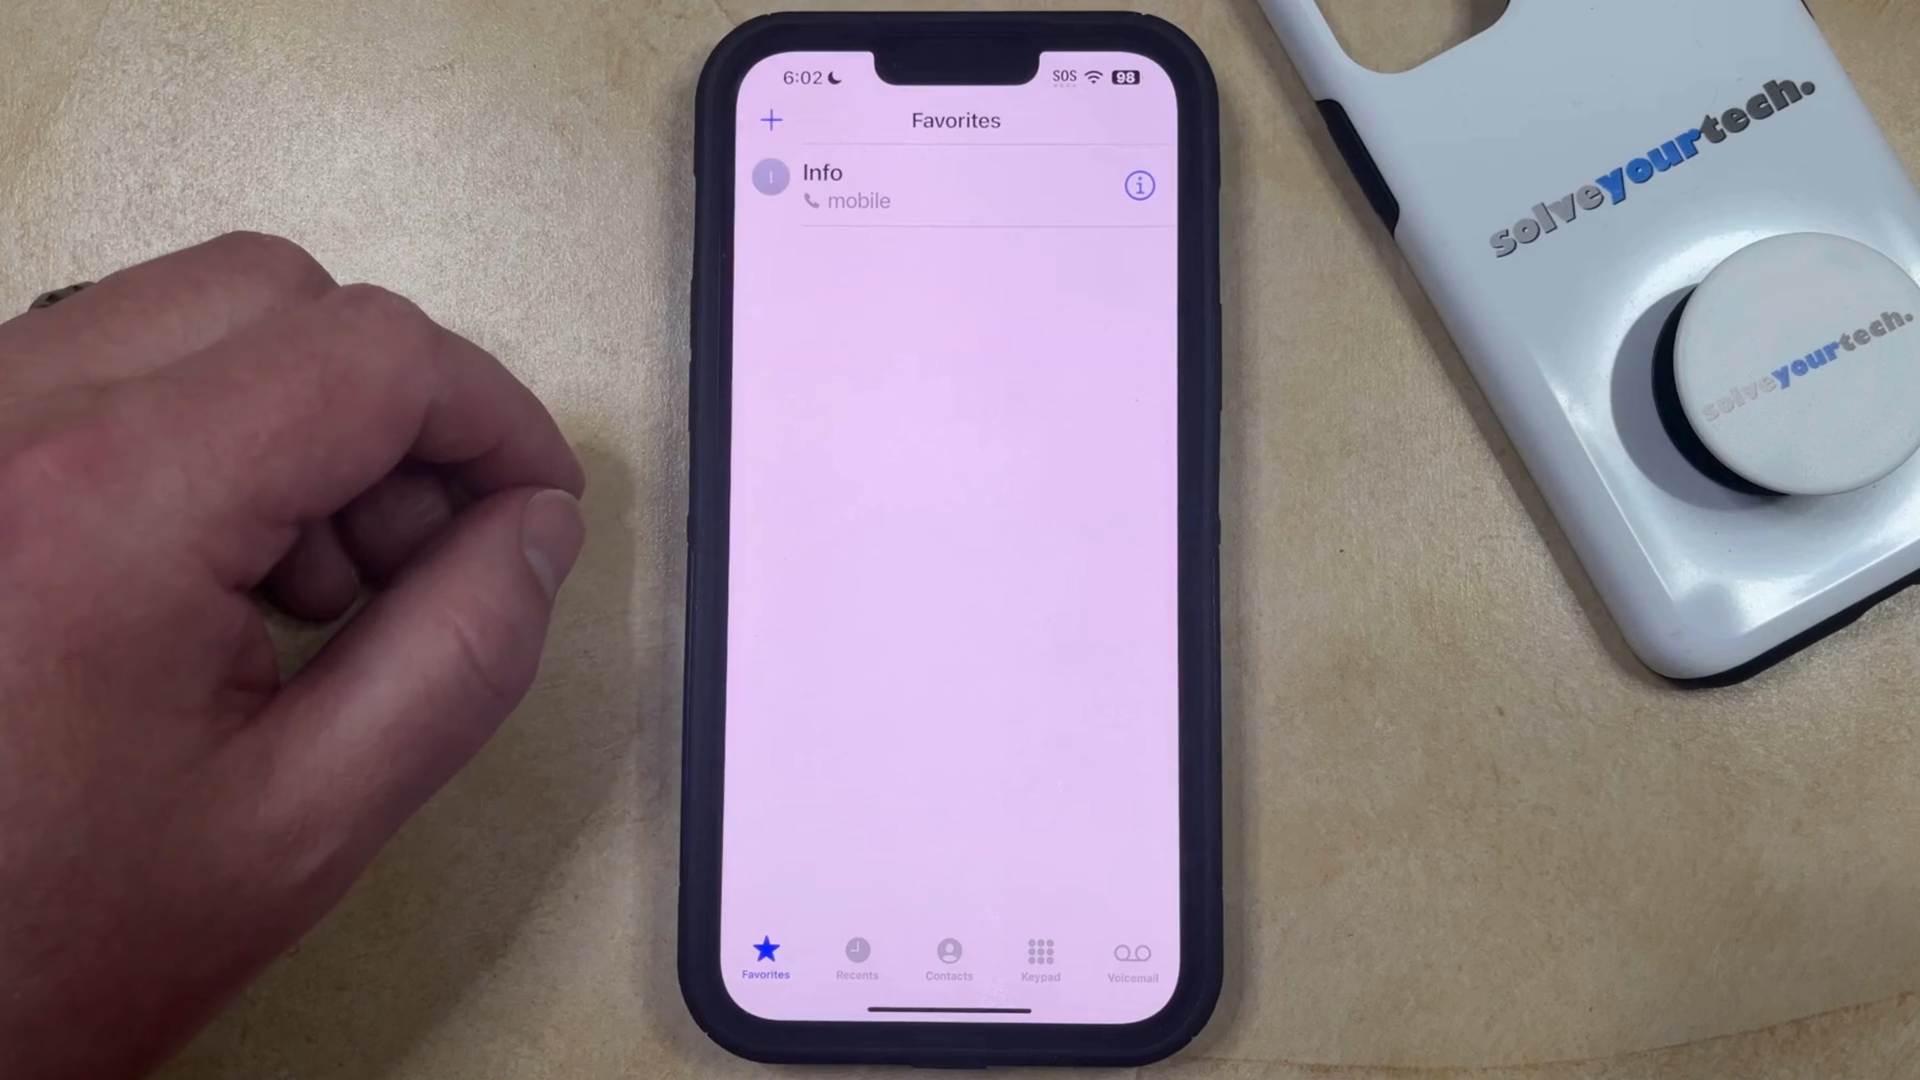 6:02
SOS
98
Favorites
I
Info
mobile
Favorites
Recents
Contacts
Keypad
Voicemail
solveyourtech.
solveyourtech.